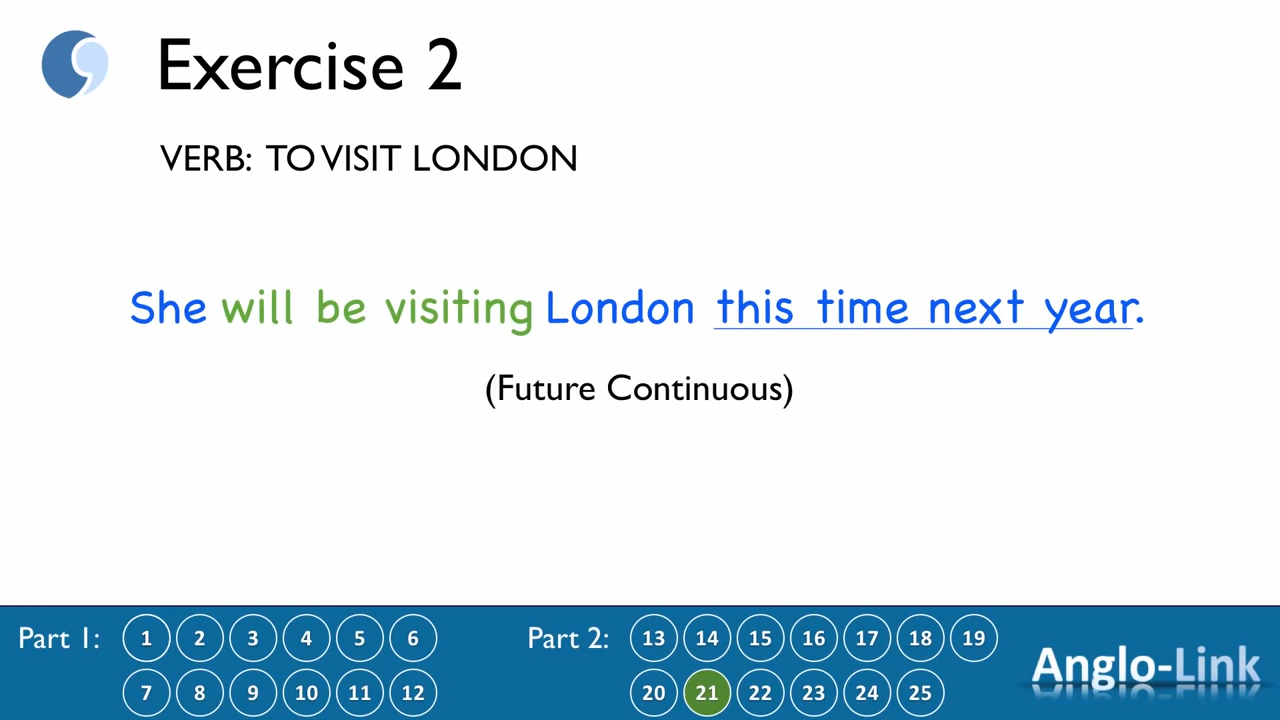 Exercise 2
VERB: TO VISIT LONDON
She will be visiting London this time next year.
(Future Continuous)
Part 1: 1 2 3 4 5 6
7 8 9 10 11 12
Part 2: 13 14 15 16 17 18 19
20 21 22 23 24 25
Anglo-Link